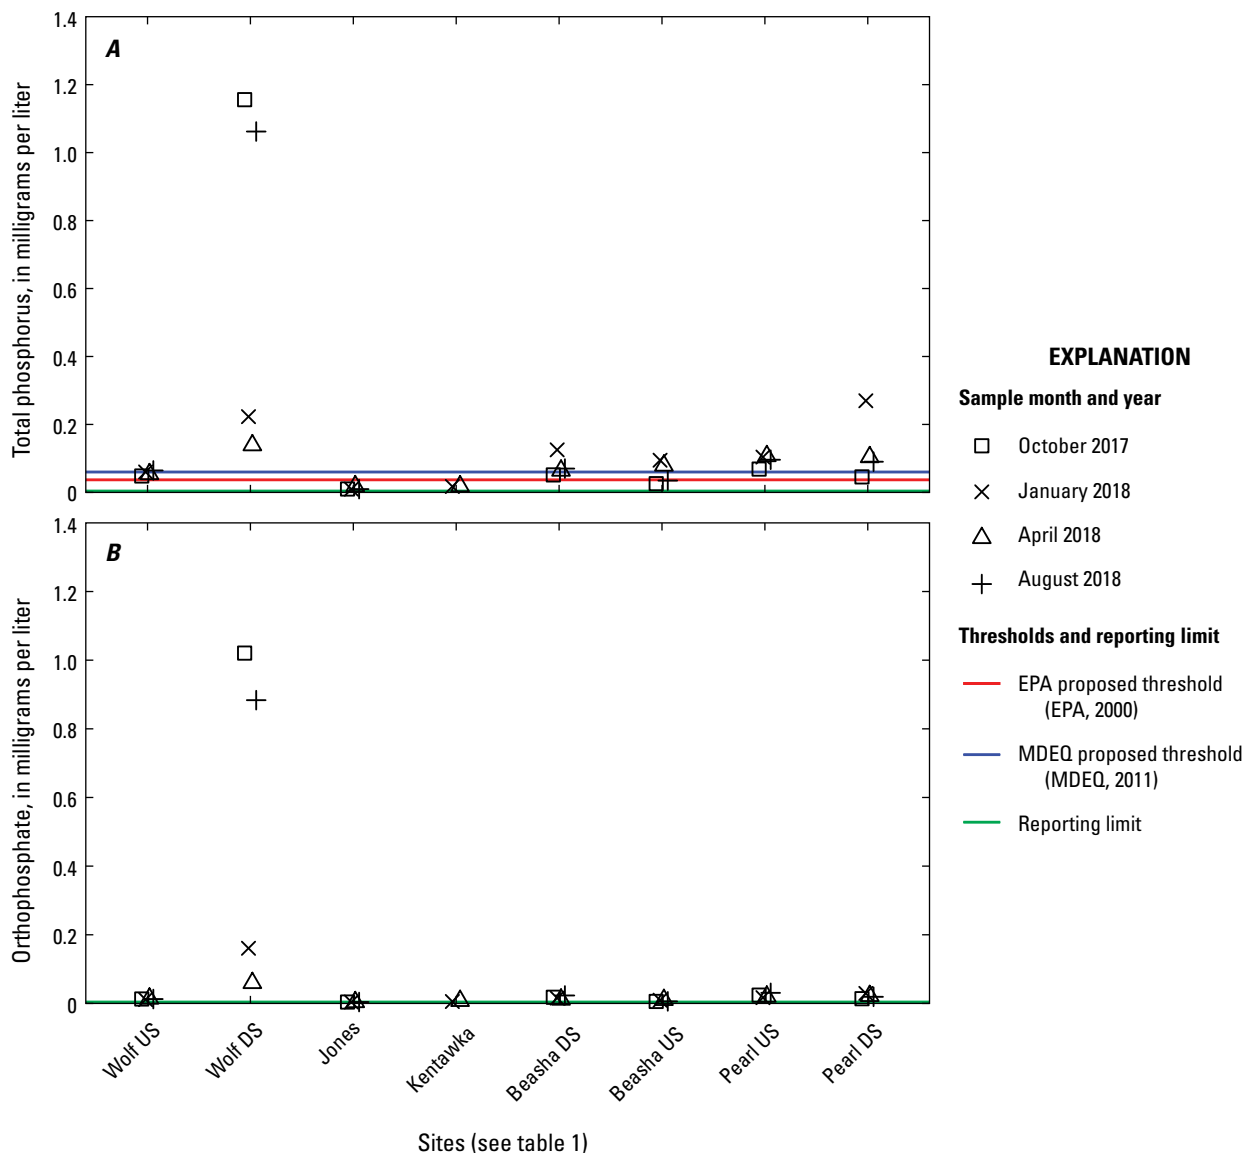 A
Total phosphorus, in milligrams per liter
1.4
1.2
1.0
0.8
0.6
0.4
0.2
0
B
Orthophosphate, in milligrams per liter
1.4
1.2
1.0
0.8
0.6
0.4
0.2
0
Wolf US
Wolf DS
Jones
Kentawka
Beasha DS
Beasha US
Pearl US
Pearl DS
Sites (see table 1)
EXPLANATION
Sample month and year
October 2017
January 2018
April 2018
August 2018
Thresholds and reporting limit
EPA proposed threshold
(EPA, 2000)
MDEQ proposed threshold
(MDEQ, 2011)
Reporting limit